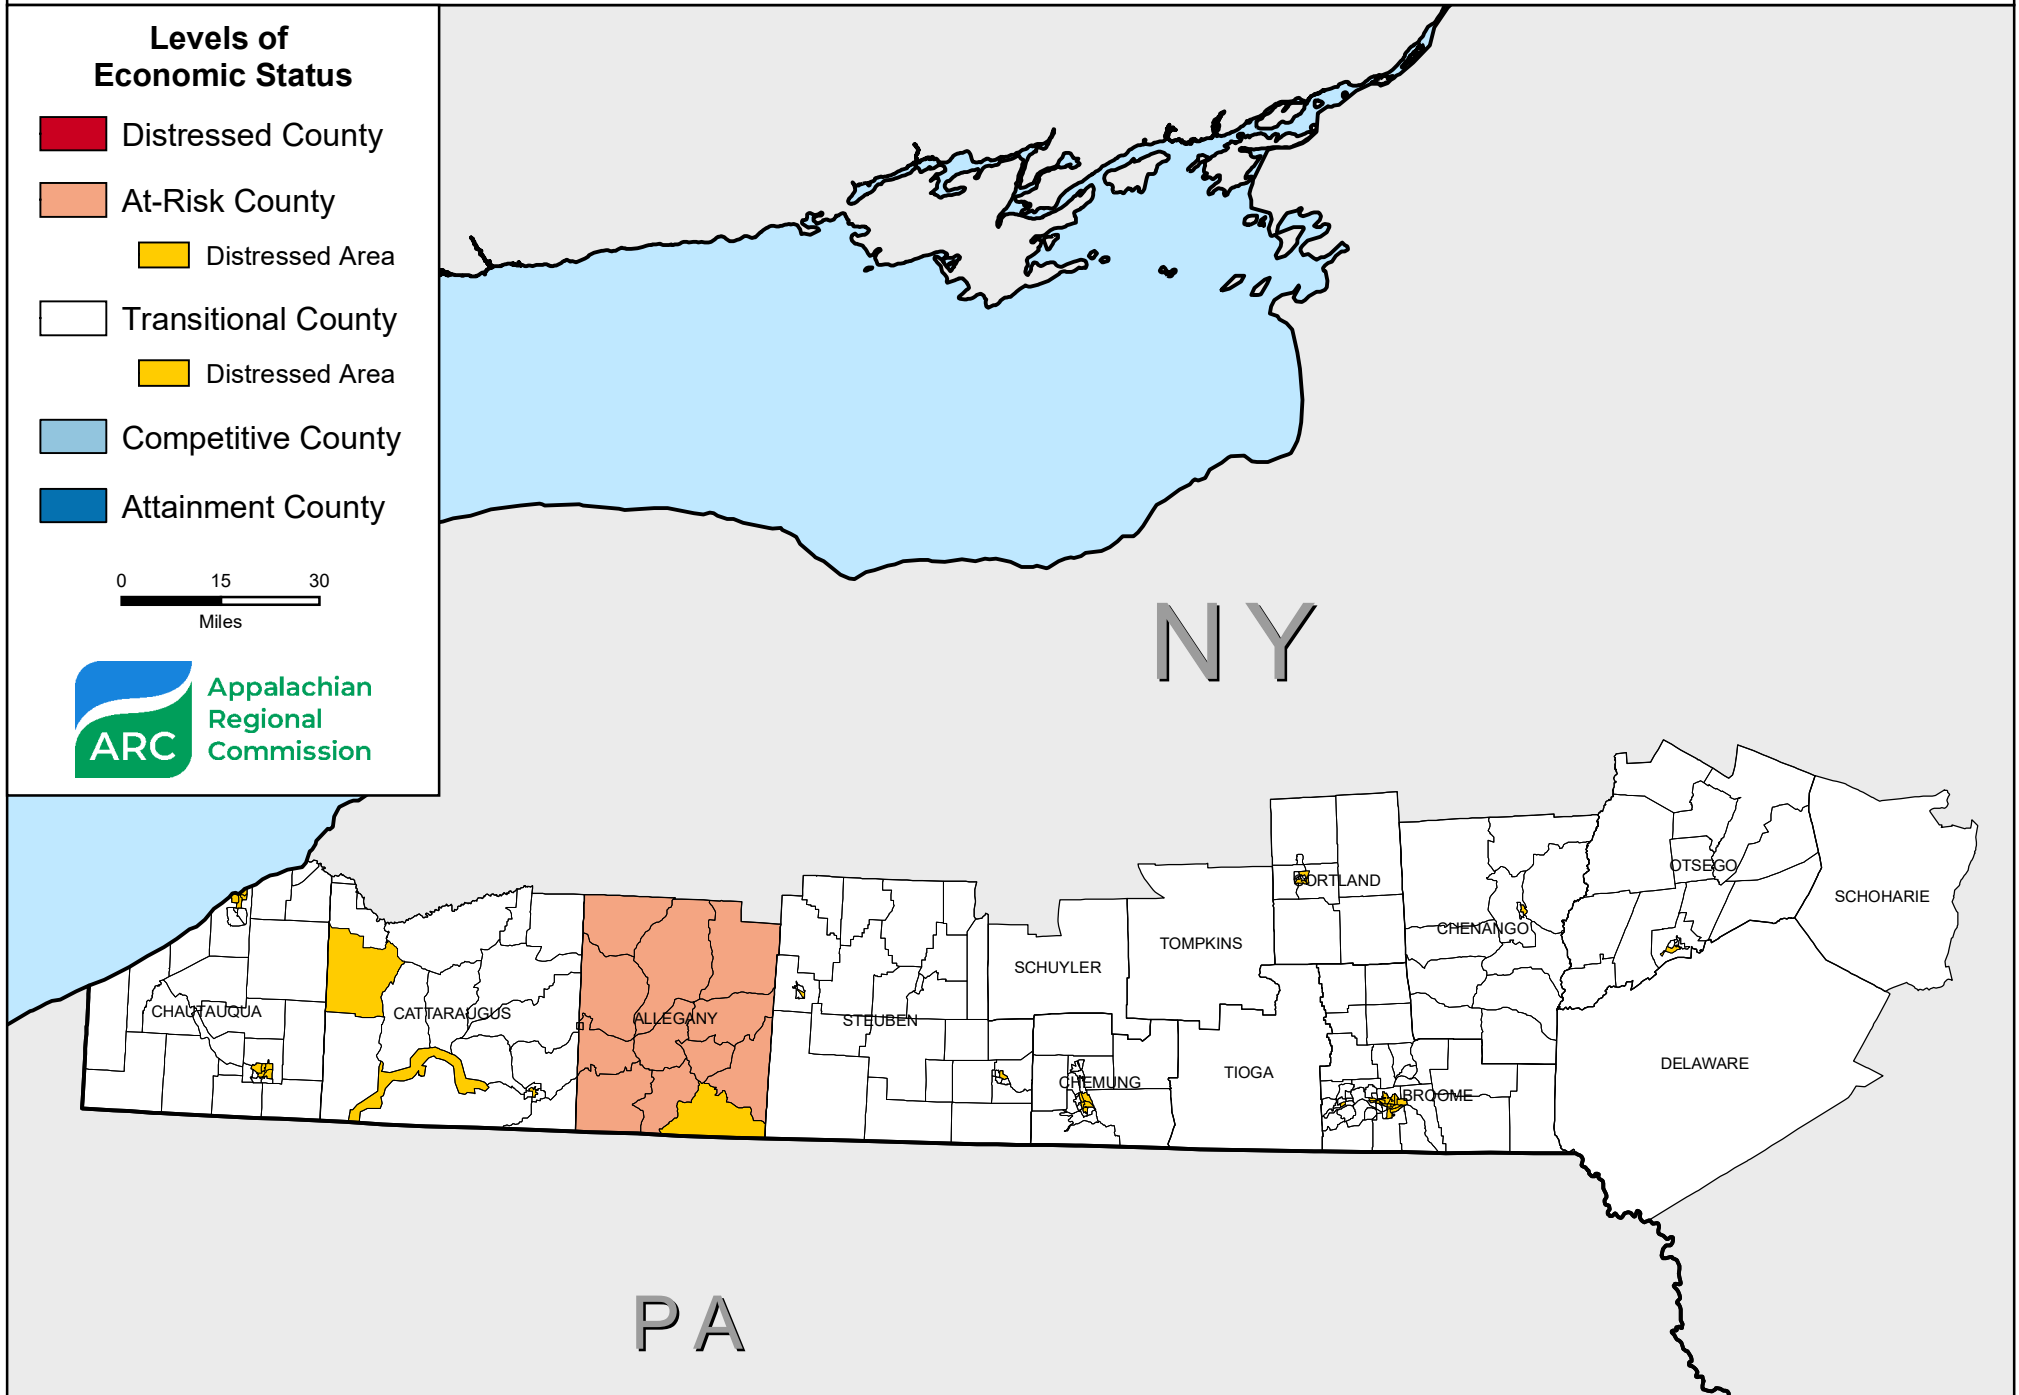 Levels of
Economic Status
Distressed County
At-Risk County
Distressed Area
Transitional County
Distressed Area
Competitive County
Attainment County
0 15 30
Miles
ARC
Appalachian
Regional
Commission
NY
OTSEGO
CORTLAND
SCHOHARIE
CHENANGO
TOMPKINS
SCHUYLER
CHAUTAUQUA
CATTARAUGUS
ALLEGANY
STEUBEN
DELAWARE
TIOGA
CHEMUNG
BROOME
PA